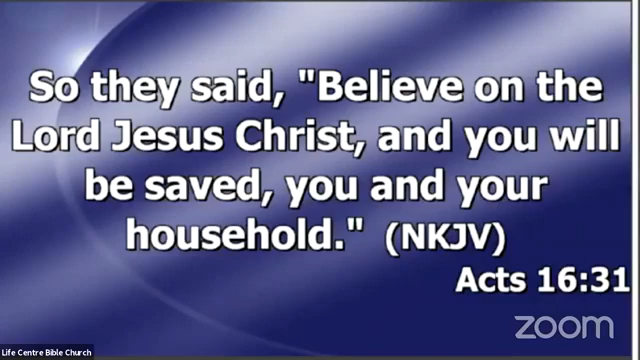 So they said, "Believe on the
Lord Jesus Christ, and you will
be saved, you and your
household." (NKJV)
Acts 16:31
zoom
Life Centre Bible Church